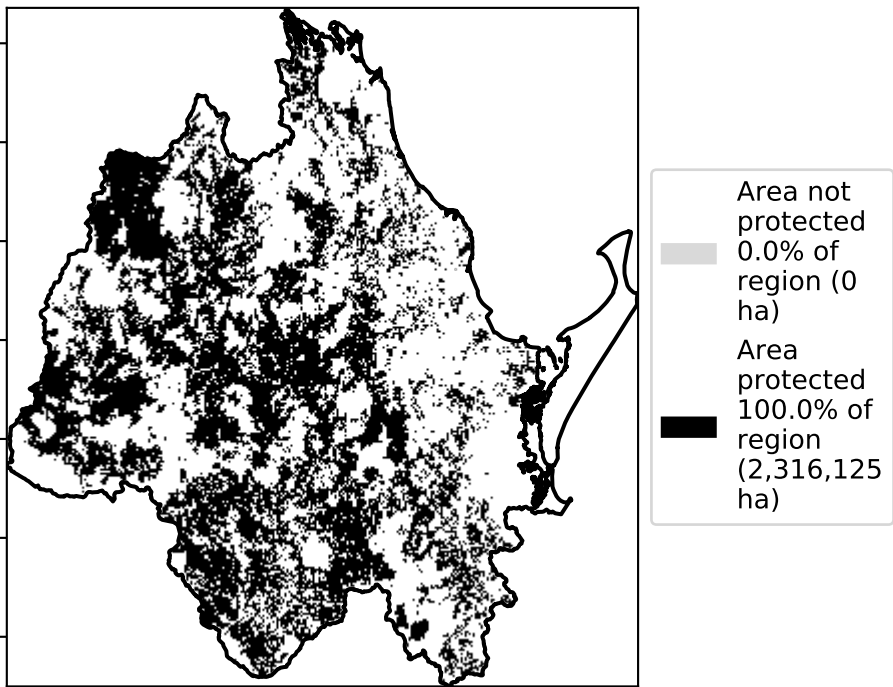 Area not
protected
0.0% of
region (0
ha)
Area
protected
100.0% of
region
(2,316,125
ha)